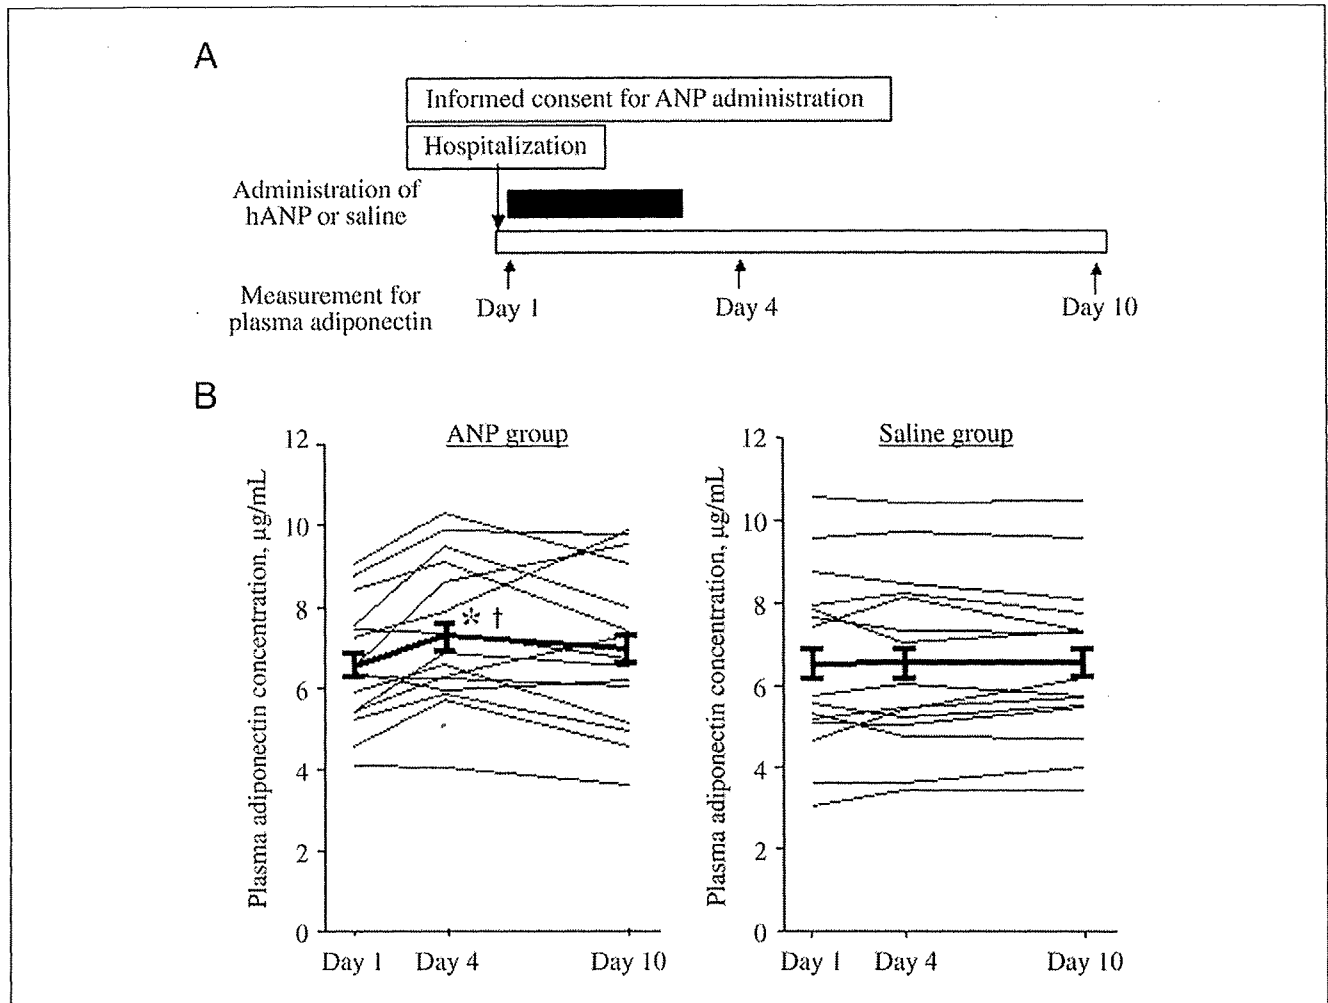 A
Informed consent for ANP administration
Hospitalization
Administration of
hANP or saline
Measurement for
plasma adiponectin
Day 1
Day 4
Day 10
B
ANP group
Plasma adiponectin concentration, µg/mL
12
10
8
6
4
2
0
* †
Day 1
Day 4
Day 10
Saline group
Plasma adiponectin concentration, µg/mL
12
10
8
6
4
2
0
Day 1
Day 4
Day 10